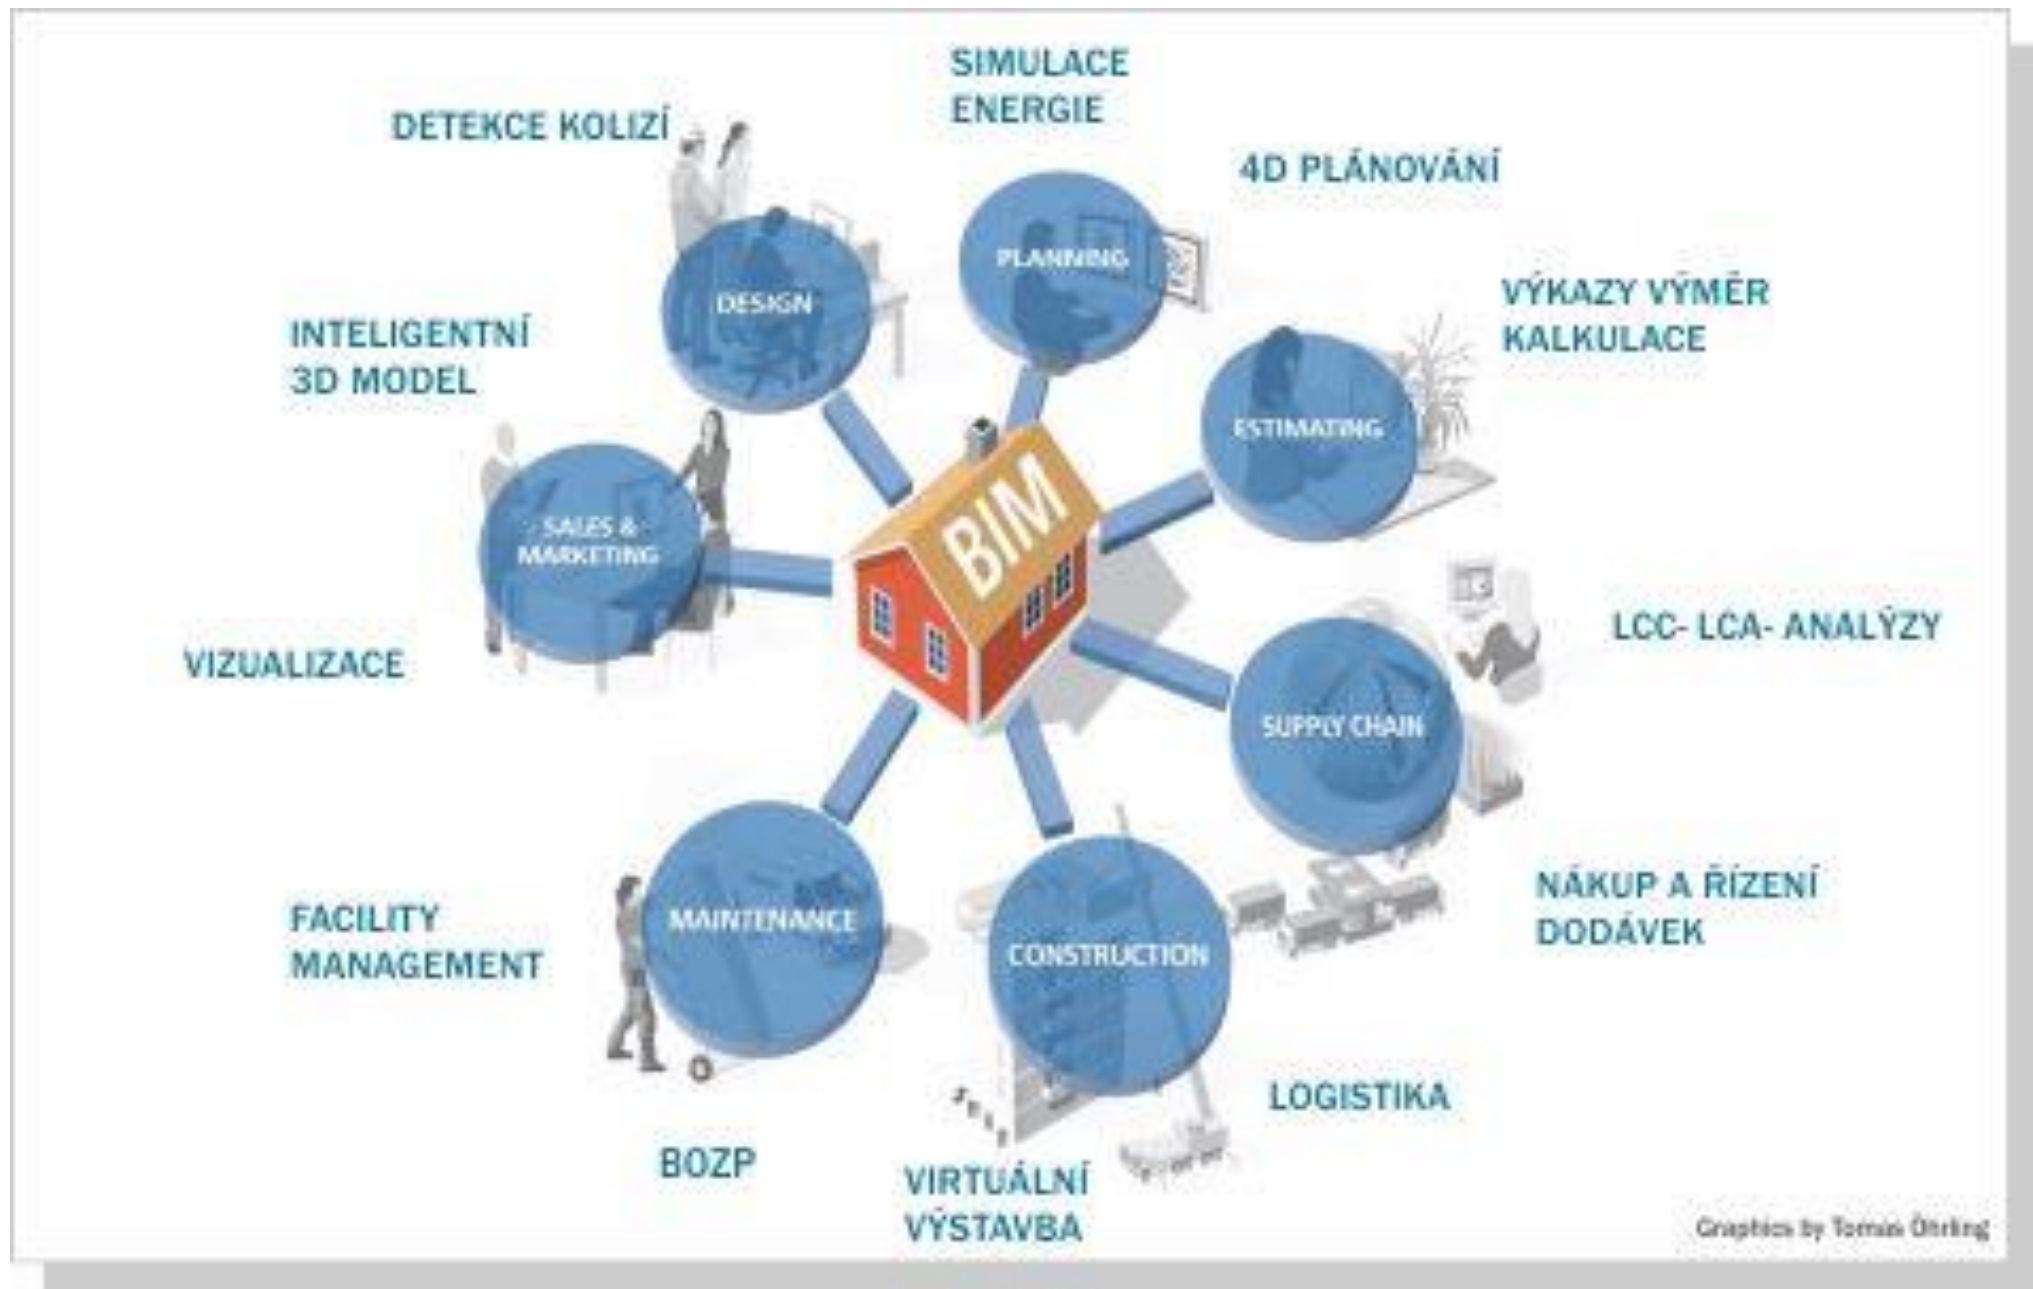 SIMULACE
ENERGIE
DETEKCE KOLIZÍ
4D PLÁNOVÁNÍ
PLANNING
DESIGN
VÝKAZY VÝMĚR
KALKULACE
INTELIGENTNÍ
3D MODEL
ESTIMATING
BIM
SALES &
MARKETING
LCC- LCA- ANALÝZY
VIZUALIZACE
SUPPLY CHAIN
NÁKUP A ŘÍZENÍ
DODÁVEK
FACILITY
MANAGEMENT
MAINTENANCE
CONSTRUCTION
LOGISTIKA
BOZP
VIRTUÁLNÍ
VÝSTAVBA
Graphics by Tomas Öhrling